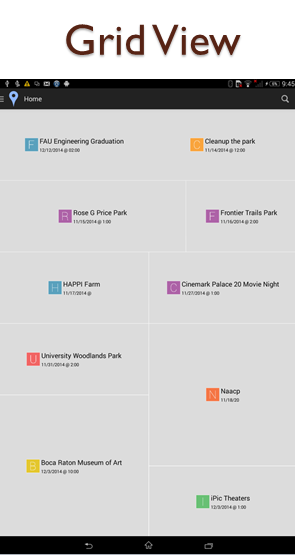 Grid View
9:45
Home
F
FAU Engineering Graduation
12/12/2014 @ 02:00
C
Cleanup the park
11/14/2014 @ 12:00
R
Rose G Price Park
11/15/2014 @ 1:00
F
Frontier Trails Park
11/16/2014 @ 2:00
H
HAPPI Farm
11/17/2014 @
C
Cinemark Palace 20 Movie Night
11/27/2014 @ 1:00
U
University Woodlands Park
11/31/2014 @ 2:00
N
Naacp
11/18/20
B
Boca Raton Museum of Art
12/3/2014 @ 10:00
I
iPic Theaters
12/3/2014 @ 1:00